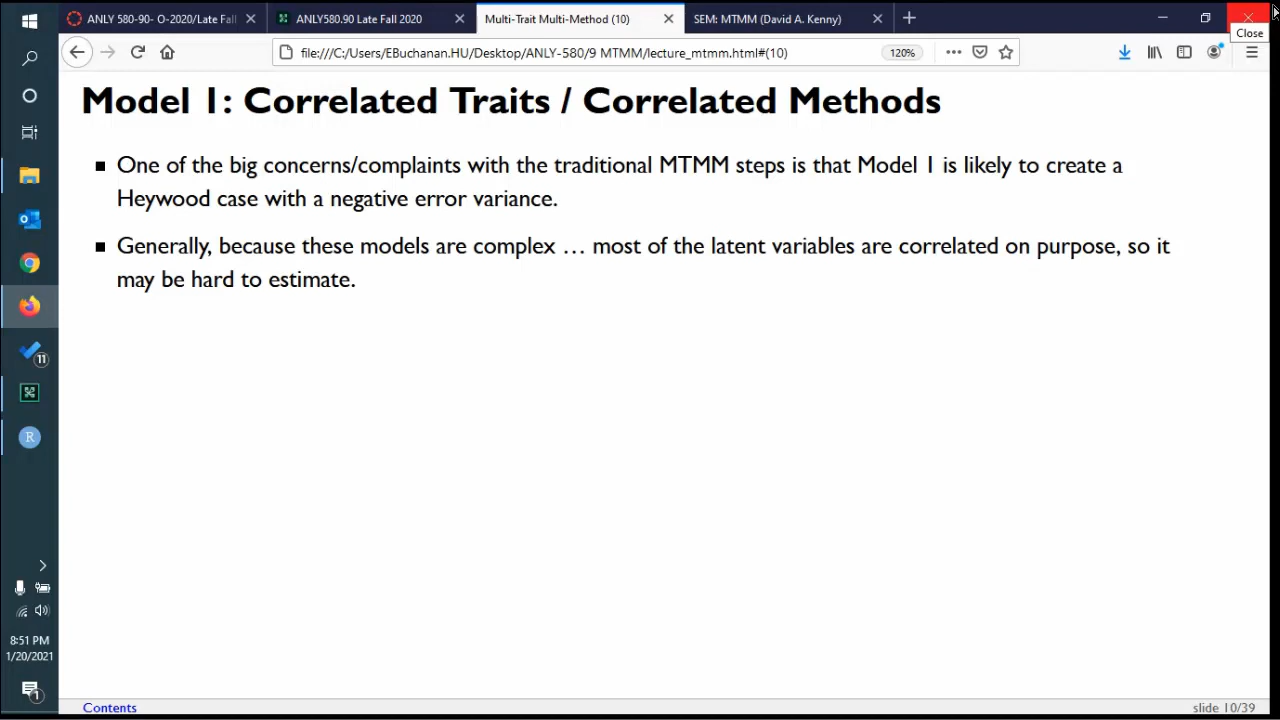 ANLY 580-90- O-2020/Late Fall
ANLY580.90 Late Fall 2020
Multi-Trait Multi-Method (10)
SEM: MTMM (David A. Kenny)
Close
file:///C:/Users/EBuchanan.HU/Desktop/ANLY-580/9 MTMM/lecture_mtmm.html#(10)
120%
Model 1: Correlated Traits / Correlated Methods
▪ One of the big concerns/complaints with the traditional MTMM steps is that Model 1 is likely to create a
Heywood case with a negative error variance.
▪ Generally, because these models are complex … most of the latent variables are correlated on purpose, so it
may be hard to estimate.
11
R
8:51 PM
1/20/2021
1
Contents
slide 10/39